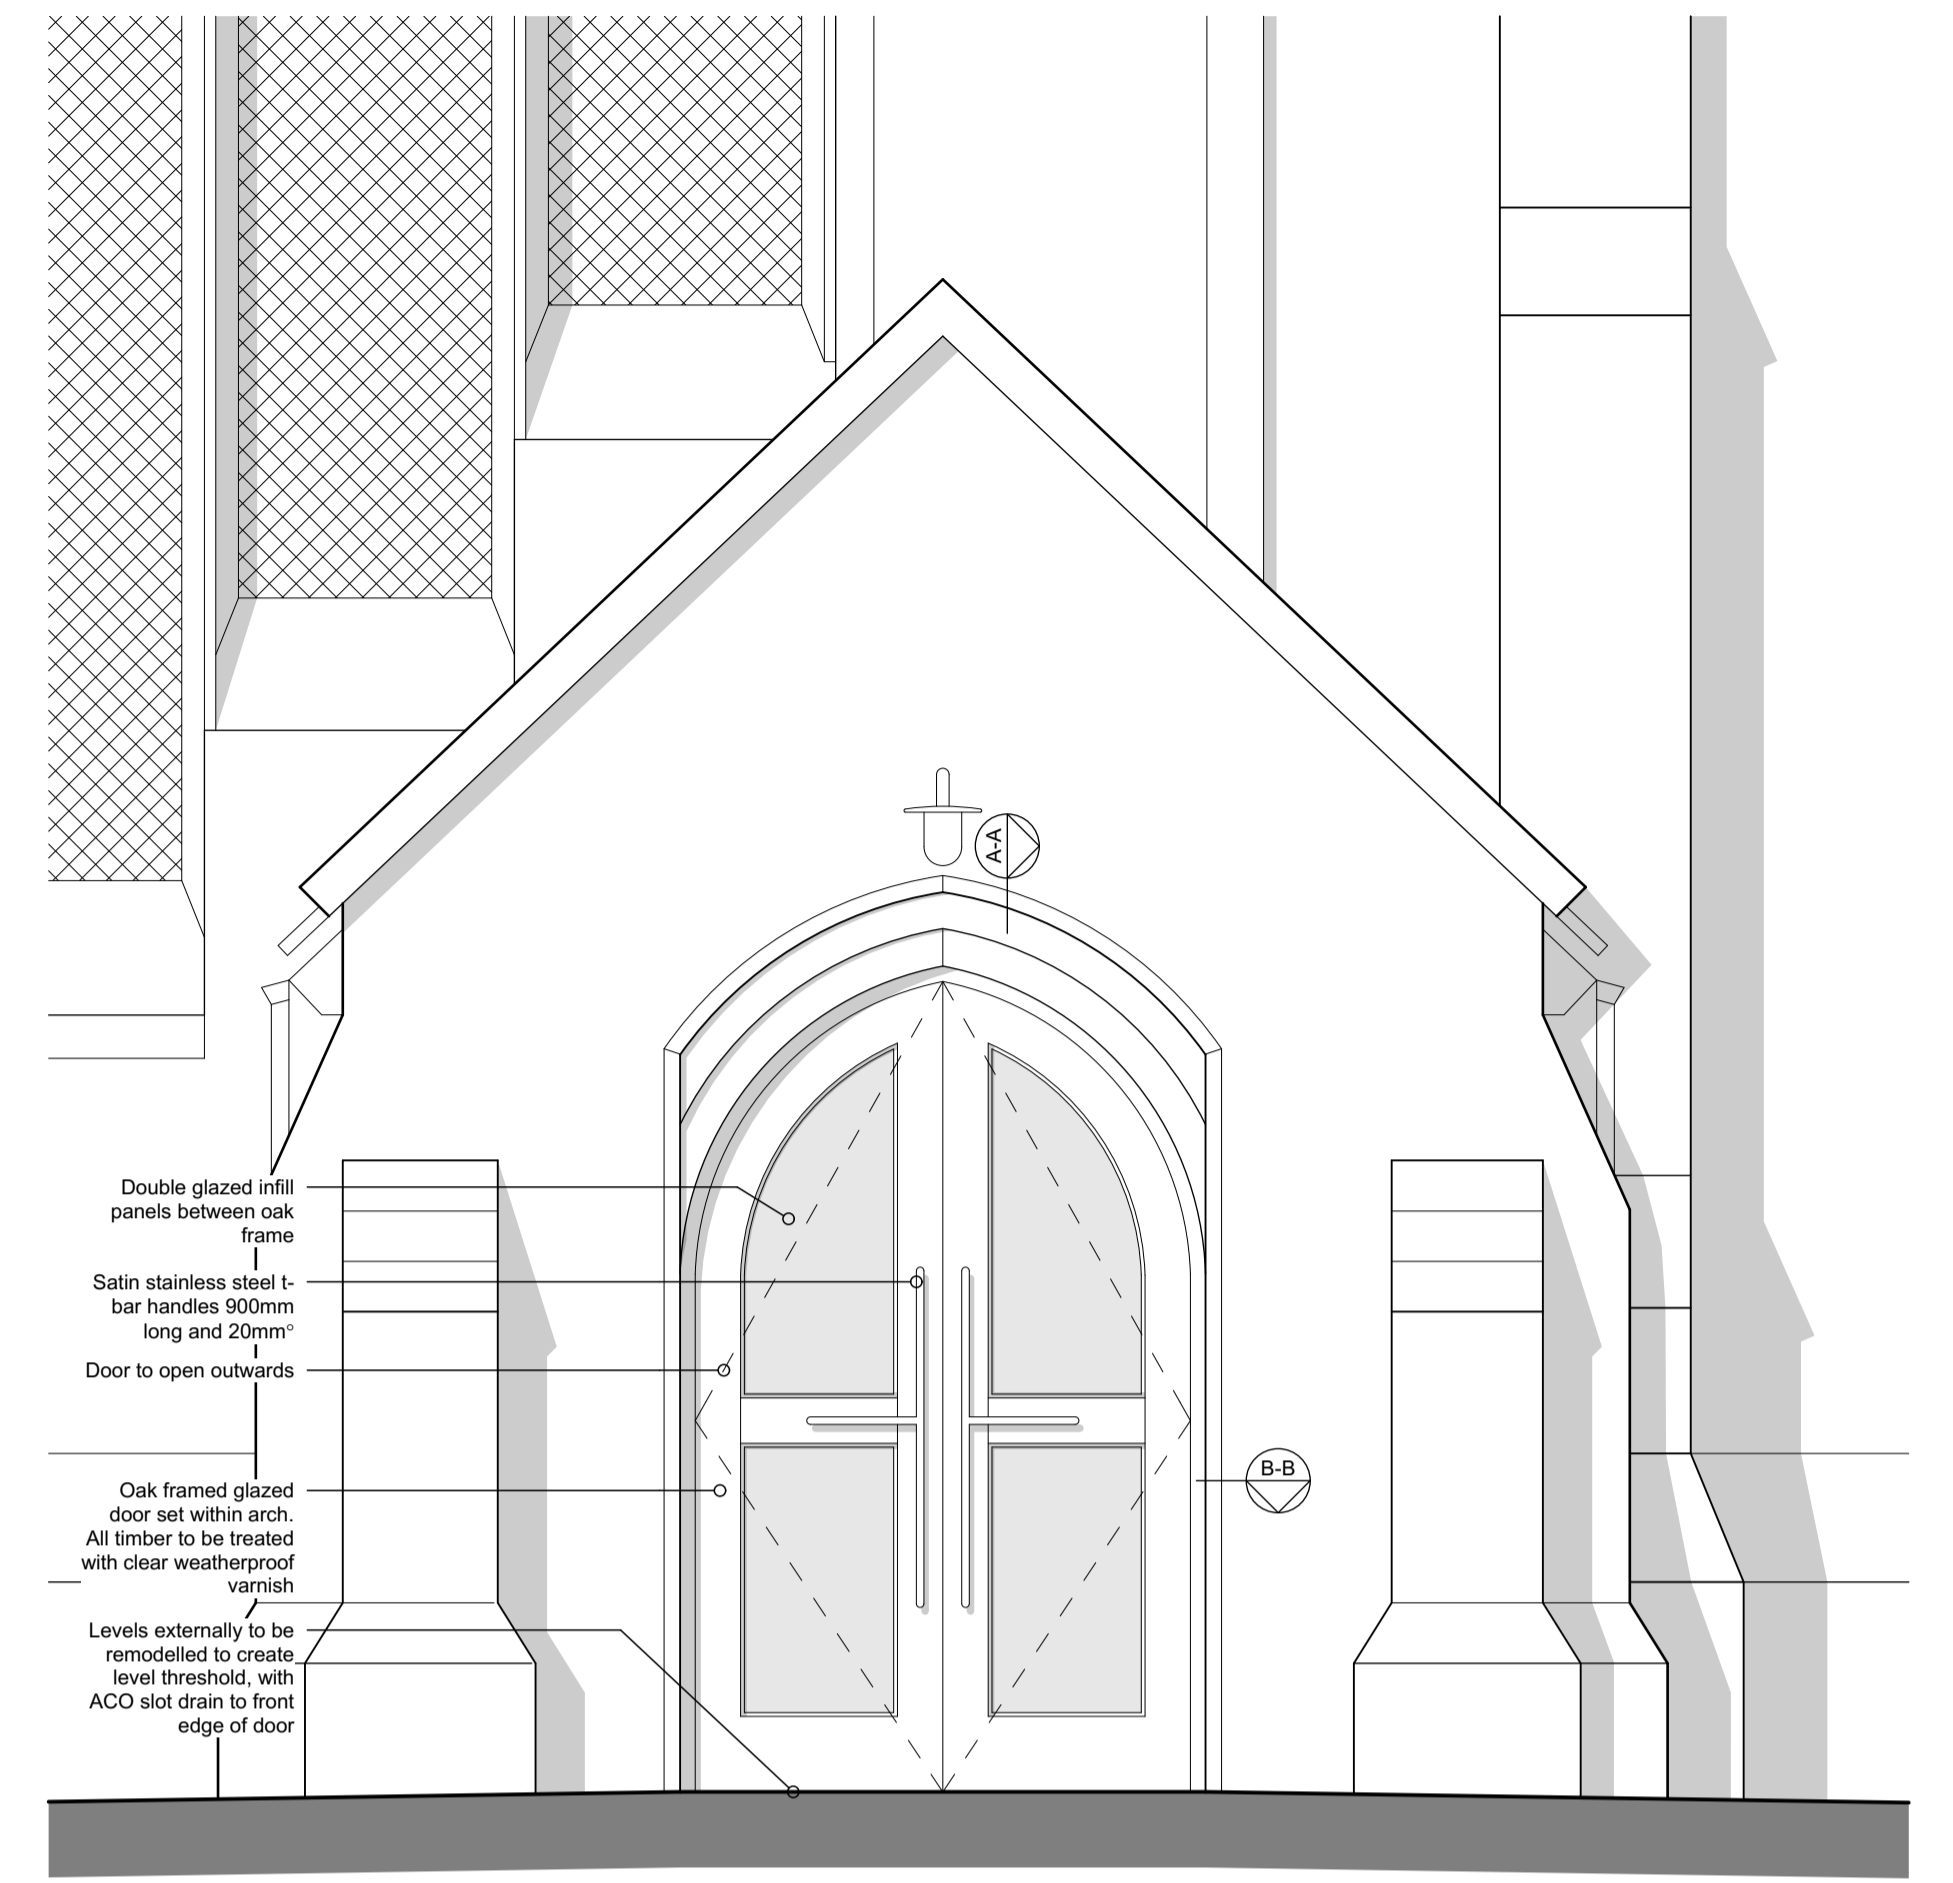 A-A
Double glazed infill
panels between oak
frame
Satin stainless steel t-
bar handles 900mm
long and 20mm°
Door to open outwards
B-B
Oak framed glazed
door set within arch.
All timber to be treated
with clear weatherproof
varnish
Levels externally to be
remodelled to create
level threshold, with
ACO slot drain to front
edge of door